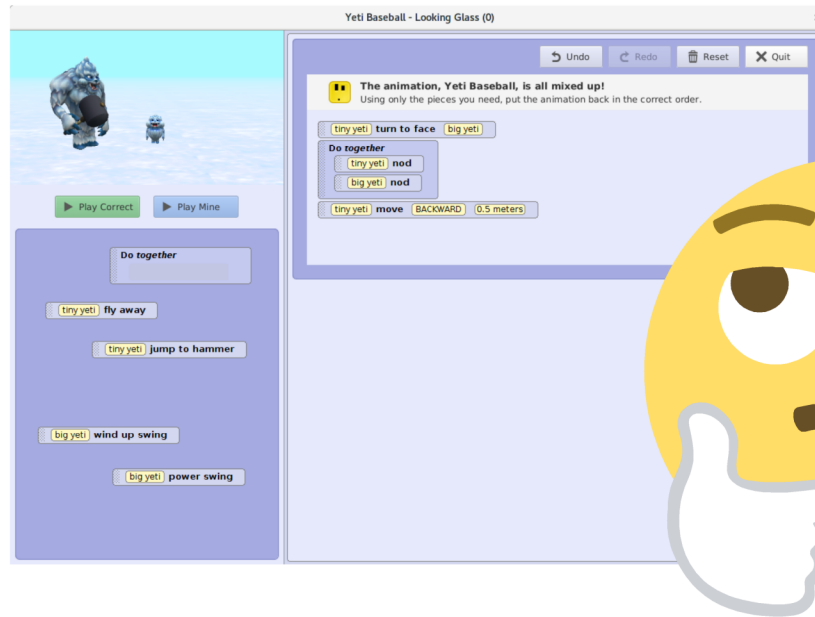 Yeti Baseball - Looking Glass (0)
Undo Redo Reset Quit
The animation, Yeti Baseball, is all mixed up!
Using only the pieces you need, put the animation back in the correct order.
tiny yeti turn to face big yeti
Do together
tiny yeti nod
big yeti nod
tiny yeti move BACKWARD 0.5 meters
Play Correct Play Mine
Do together
tiny yeti fly away
tiny yeti jump to hammer
big yeti wind up swing
big yeti power swing